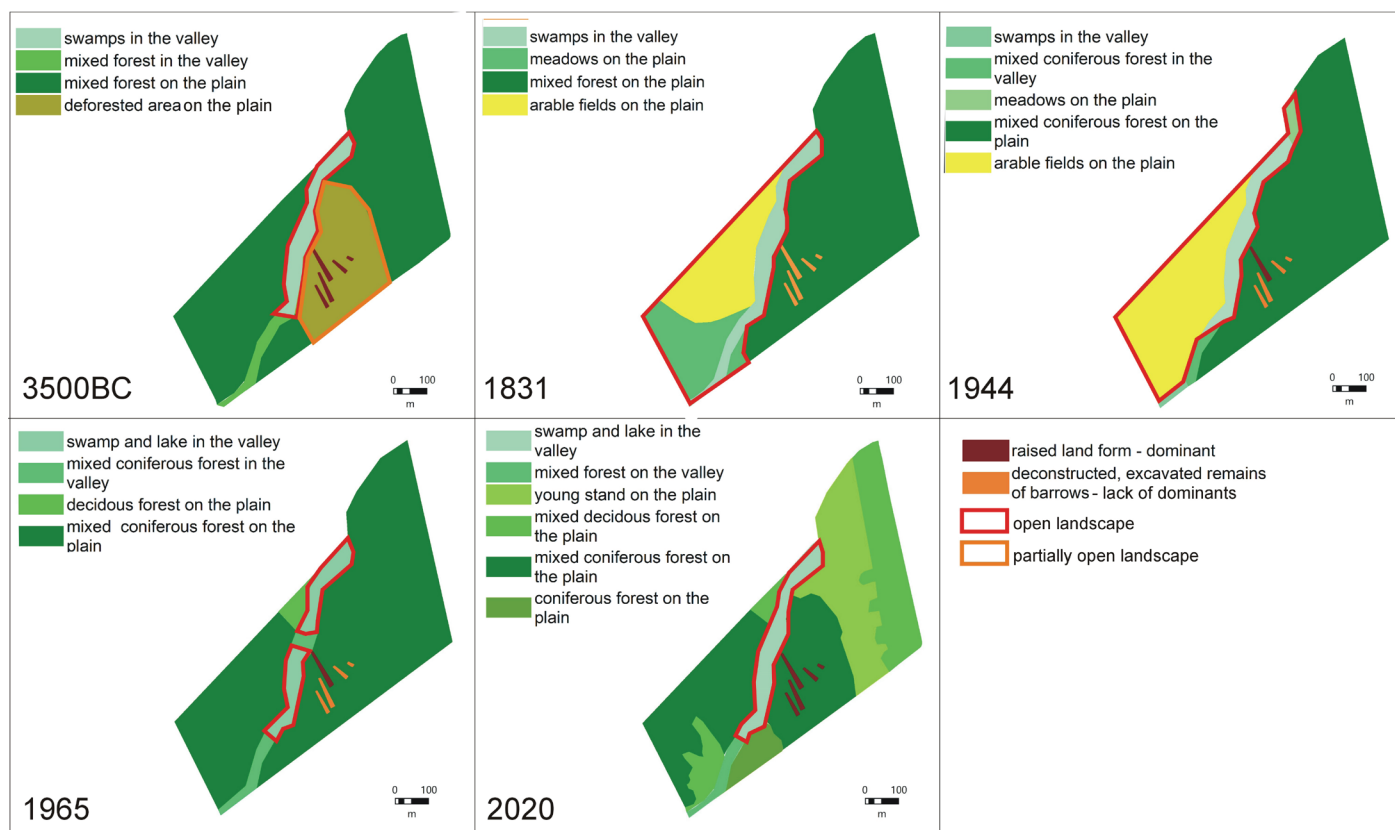 swamps in the valley
mixed forest in the valley
mixed forest on the plain
deforested area on the plain
3500BC
0 100
m
swamps in the valley
meadows on the plain
mixed forest on the plain
arable fields on the plain
1831
0 100
m
swamps in the valley
mixed coniferous forest in the
valley
meadows on the plain
mixed coniferous forest on the
plain
arable fields on the plain
1944
0 100
m
swamp and lake in the valley
mixed coniferous forest in the
valley
decidous forest on the plain
mixed coniferous forest on the
plain
1965
0 100
m
swamp and lake in the
valley
mixed forest on the valley
young stand on the plain
mixed decidous forest on
the plain
mixed coniferous forest on
the plain
coniferous forest on the
plain
2020
0 100
m
raised land form - dominant
deconstructed, excavated remains
of barrows - lack of dominants
open landscape
partially open landscape